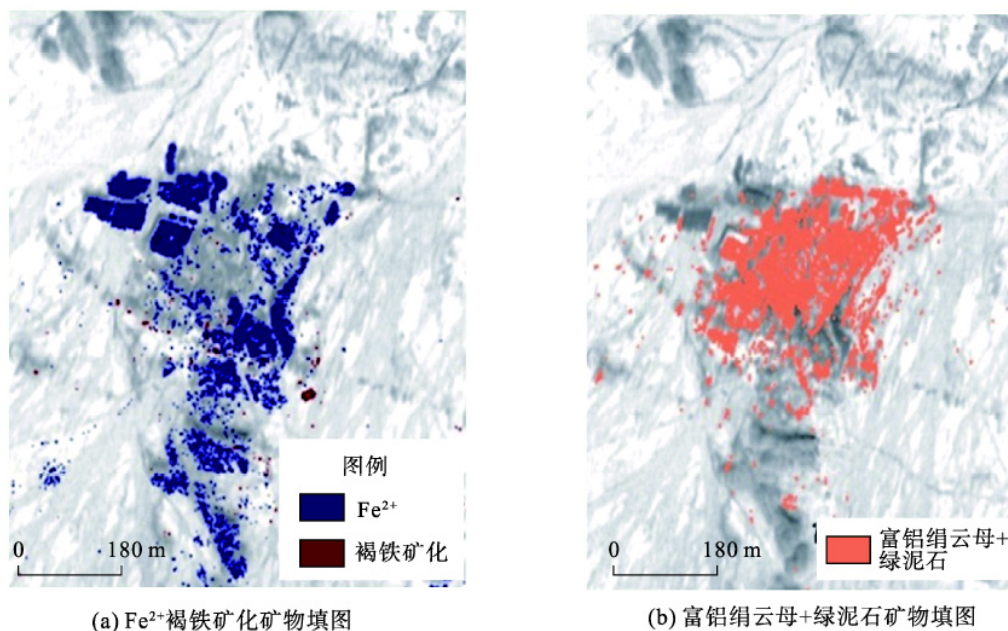 图例
Fe²⁺
褐铁矿化
0 180 m
(a) Fe²⁺褐铁矿化矿物填图
0 180 m
富铝绢云母+
绿泥石
(b) 富铝绢云母+绿泥石矿物填图